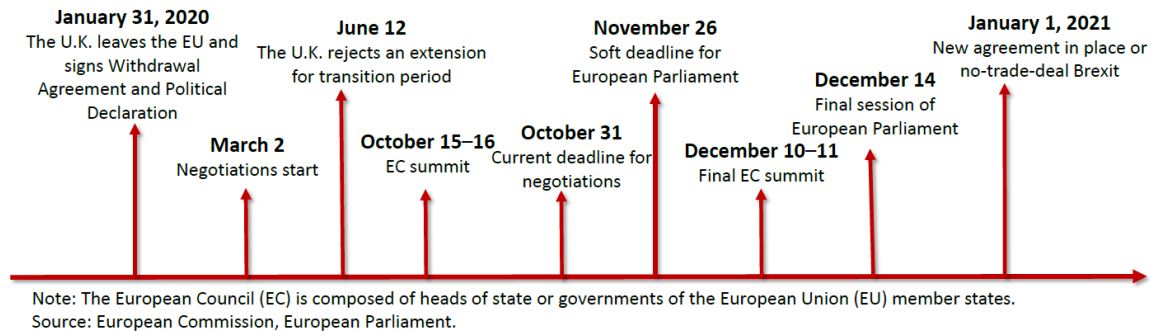 January 31, 2020
The U.K. leaves the EU and
signs Withdrawal
Agreement and Political
Declaration
March 2
Negotiations start
June 12
The U.K. rejects an extension
for transition period
October 15–16
EC summit
October 31
Current deadline for
negotiations
November 26
Soft deadline for
European Parliament
December 10–11
Final EC summit
December 14
Final session of
European Parliament
January 1, 2021
New agreement in place or
no-trade-deal Brexit
Note: The European Council (EC) is composed of heads of state or governments of the European Union (EU) member states.
Source: European Commission, European Parliament.